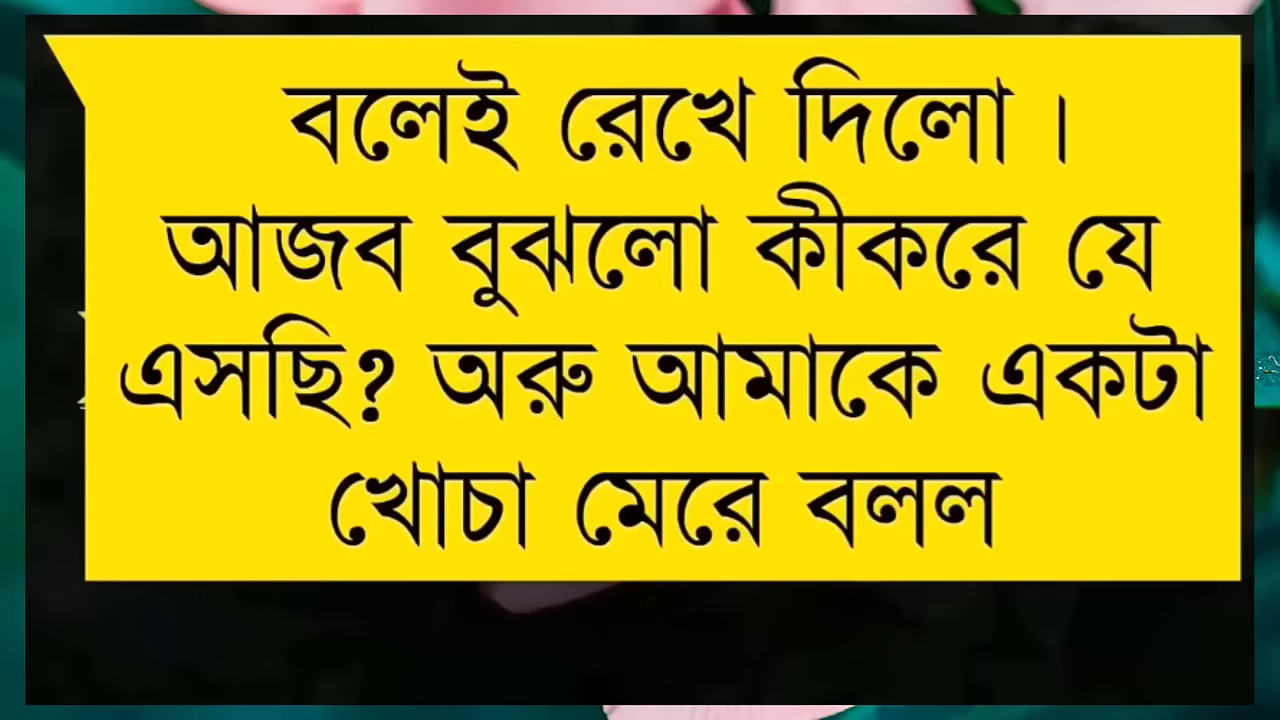 বলেই রেখে দিলো ।
আজব বুঝলো কীকরে যে
এসছি? অরু আমাকে একটা
খোচা মেরে বলল